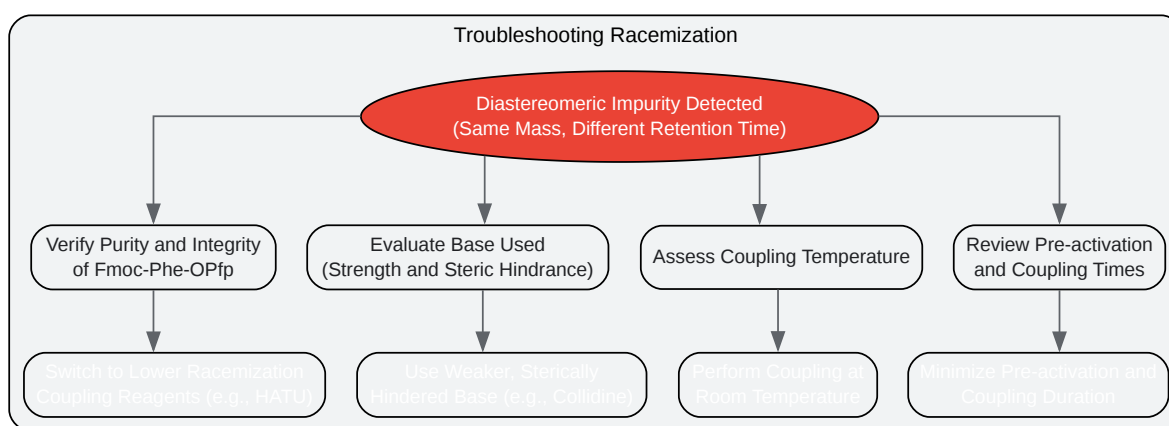 Troubleshooting Racemization
Diastereomeric Impurity Detected
(Same Mass, Different Retention Time)
Verify Purity and Integrity
of Fmoc-Phe-OPfp
Evaluate Base Used
(Strength and Steric Hindrance)
Assess Coupling Temperature
Review Pre-activation
and Coupling Times
Switch to Lower Racemization
Coupling Reagents (e.g., HATU)
Use Weaker, Sterically
Hindered Base (e.g., Collidine)
Perform Coupling at
Room Temperature
Minimize Pre-activation and
Coupling Duration